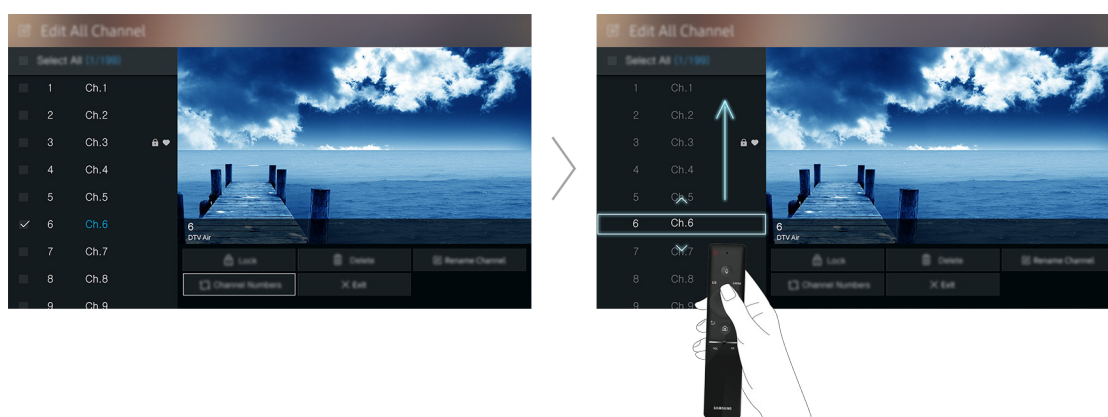 Edit All Channel
Select All (1/199)
1 Ch.1
2 Ch.2
3 Ch.3
4 Ch.4
5 Ch.5
6 Ch.6
7 Ch.7
8 Ch.8
9 Ch.9
6
DTV Air
Lock
Delete
Rename Channel
Channel Numbers
Exit
Edit All Channel
Select All (1/199)
1 Ch.1
2 Ch.2
3 Ch.3
4 Ch.4
5 Ch.5
6 Ch.6
7 Ch.7
8 Ch.8
9 Ch.9
6
DTV Air
Lock
Delete
Rename Channel
Channel Numbers
Exit
SAMSUNG